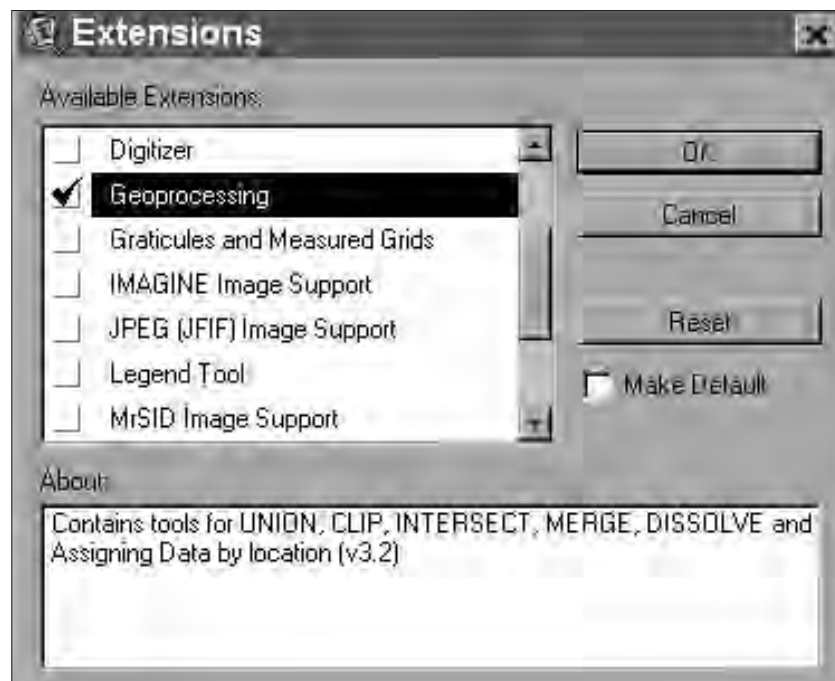 Extensions
Available Extensions:
Digitizer
Geoprocessing
Graticules and Measured Grids
IMAGINE Image Support
JPEG (JFIF) Image Support
Legend Tool
MrSID Image Support
OK
Cancel
Reset
Make Default
About:
Contains tools for UNION, CLIP, INTERSECT, MERGE, DISSOLVE and
Assigning Data by location (v3.2)